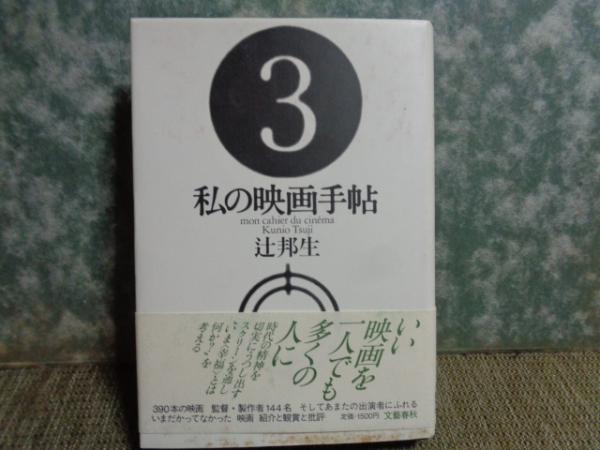 3
私の映画手帖
mon cahier du cinéma
Kunio Tsuji
辻邦生
いい
映画を
一人でも
多くの
人に
時代の精神を
切実にうつし出す
スクリーンを通し
〝いま〈幸福〉とは
何か?〟を
考える
390本の映画 監督・製作者144名 そしてあまたの出演者にふれる
いまだかってなかった 映画 紹介と観賞と批評 定価・1500円 文藝春秋